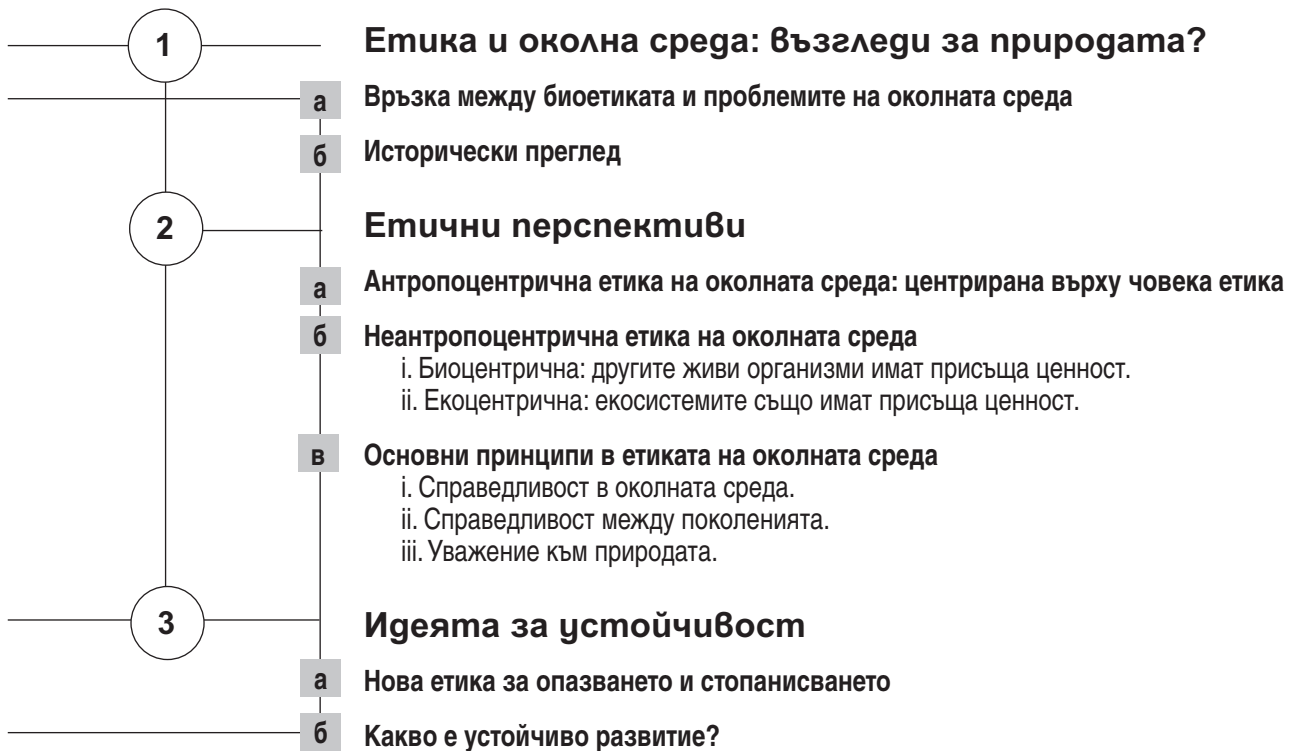 1 Етика и околна среда: възгледи за природата?
а Връзка между биоетиката и проблемите на околната среда
б Исторически преглед
2 Етични перспективи
а Антропоцентрична етика на околната среда: центрирана върху човека етика
б Неантропоцентрична етика на околната среда
i. Биоцентрична: другите живи организми имат присъща ценност.
ii. Екоцентрична: екосистемите също имат присъща ценност.
в Основни принципи в етиката на околната среда
i. Справедливост в околната среда.
ii. Справедливост между поколенията.
iii. Уважение към природата.
3 Идеята за устойчивост
а Нова етика за опазването и стопанисването
б Какво е устойчиво развитие?